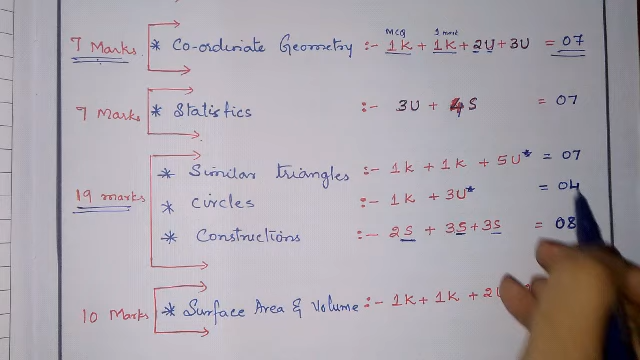 MCQ 1 mark
7 Marks * Co-ordinate Geometry :- 1K + 1K + 2U + 3U = 07
7 Marks * Statistics :- 3U + 4S = 07
* Similar triangles :- 1K + 1K + 5U* = 07
19 marks * circles :- 1K + 3U* = 04
* Constructions :- 2S + 3S + 3S = 08
10 Marks * Surface Area & Volume :- 1K + 1K + 2U